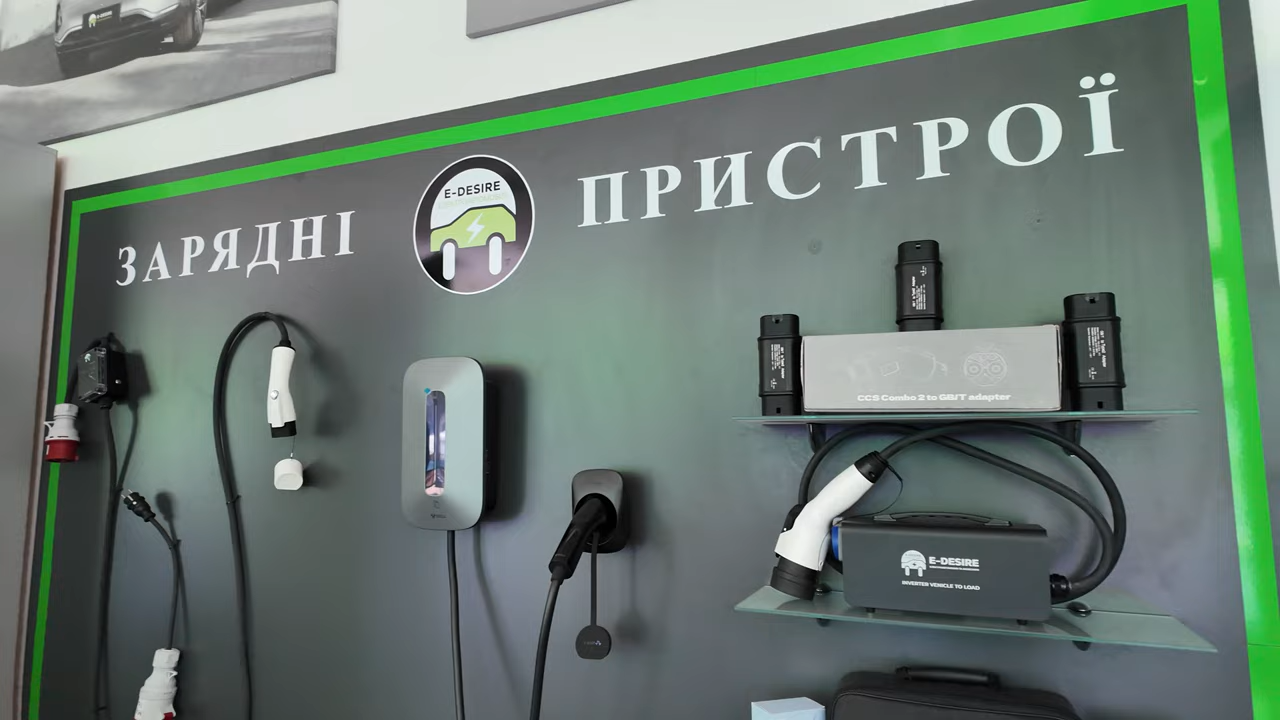 ЗАРЯДНІ
E-DESIRE
ПРИСТРОЇ
CCS Combo 2 to GB/T adapter
E-DESIRE
INVERTER VEHICLE TO LOAD